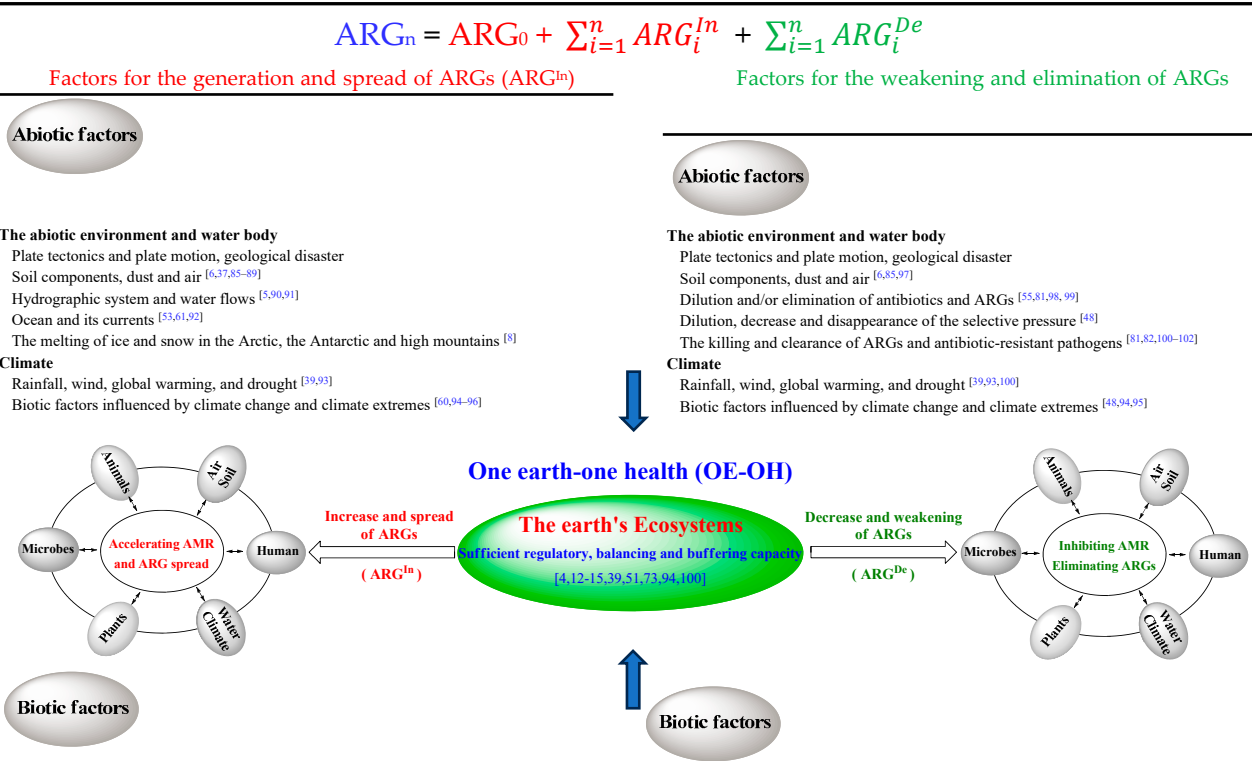 ARGn = ARG0 + ∑_{i=1}^{n} ARG_i^{In} + ∑_{i=1}^{n} ARG_i^{De}
Factors for the generation and spread of ARGs (ARG^In)
Factors for the weakening and elimination of ARGs
Abiotic factors
The abiotic environment and water body
Plate tectonics and plate motion, geological disaster
Soil components, dust and air [6,37,85–89]
Hydrographic system and water flows [5,90,91]
Ocean and its currents [53,61,92]
The melting of ice and snow in the Arctic, the Antarctic and high mountains [8]
Climate
Rainfall, wind, global warming, and drought [39,93]
Biotic factors influenced by climate change and climate extremes [60,94–96]
Abiotic factors
The abiotic environment and water body
Plate tectonics and plate motion, geological disaster
Soil components, dust and air [6,85,97]
Dilution and/or elimination of antibiotics and ARGs [55,81,98, 99]
Dilution, decrease and disappearance of the selective pressure [48]
The killing and clearance of ARGs and antibiotic-resistant pathogens [81,82,100–102]
Climate
Rainfall, wind, global warming, and drought [39,93,100]
Biotic factors influenced by climate change and climate extremes [48,94,95]
Animals
Air
Soil
Microbes
Accelerating AMR
and ARG spread
Human
Plants
Water
Climate
Increase and spread
of ARGs
( ARG^In )
One earth-one health (OE-OH)
The earth's Ecosystems
Sufficient regulatory, balancing and buffering capacity
[4,12-15,39,51,73,94,100]
Decrease and weakening
of ARGs
( ARG^De )
Animals
Air
Soil
Microbes
Inhibiting AMR
Eliminating ARGs
Human
Plants
Water
Climate
Biotic factors
Biotic factors